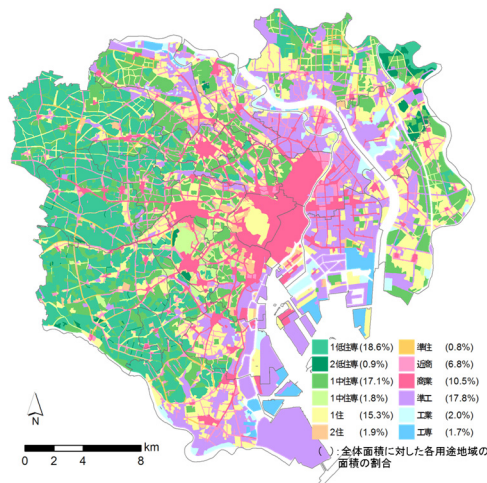 1低住専(18.6%)
2低住専(0.9%)
1中住専(17.1%)
1中住専(1.8%)
1住 (15.3%)
2住 (1.9%)
準住 (0.8%)
近商 (6.8%)
商業 (10.5%)
準工 (17.8%)
工業 (2.0%)
工専 (1.7%)
( ):全体面積に対した各用途地域の
面積の割合
N
km
0 2 4 8